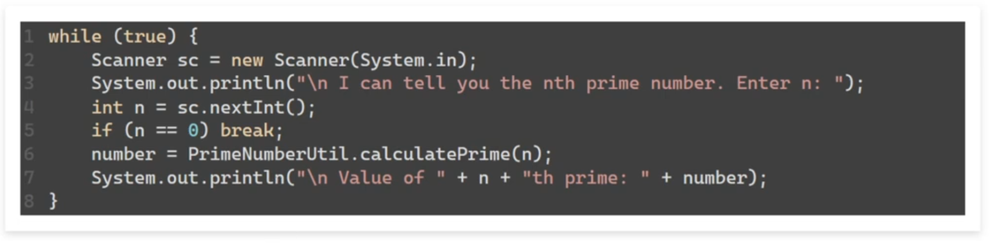 1 while (true) {
2     Scanner sc = new Scanner(System.in);
3     System.out.println("\n I can tell you the nth prime number. Enter n: ");
4     int n = sc.nextInt();
5     if (n == 0) break;
6     number = PrimeNumberUtil.calculatePrime(n);
7     System.out.println("\n Value of " + n + "th prime: " + number);
8 }